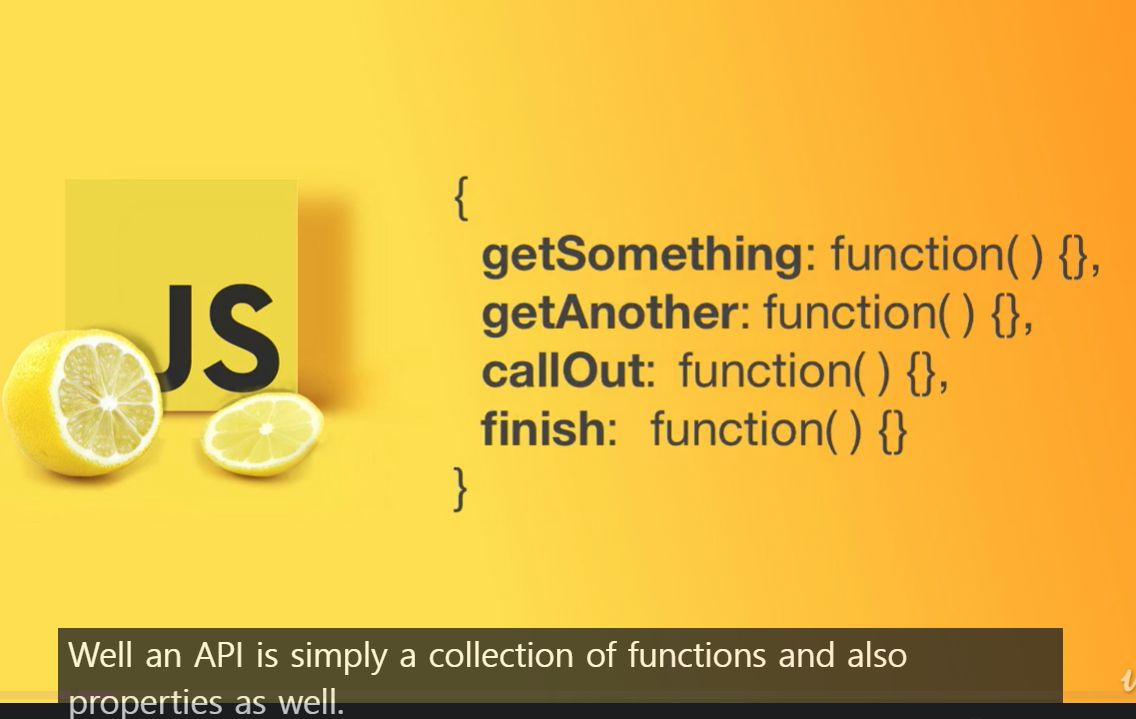 JS
{
getSomething: function( ) {},
getAnother: function( ) {},
callOut: function( ) {},
finish: function( ) {}
}
Well an API is simply a collection of functions and also
properties as well.